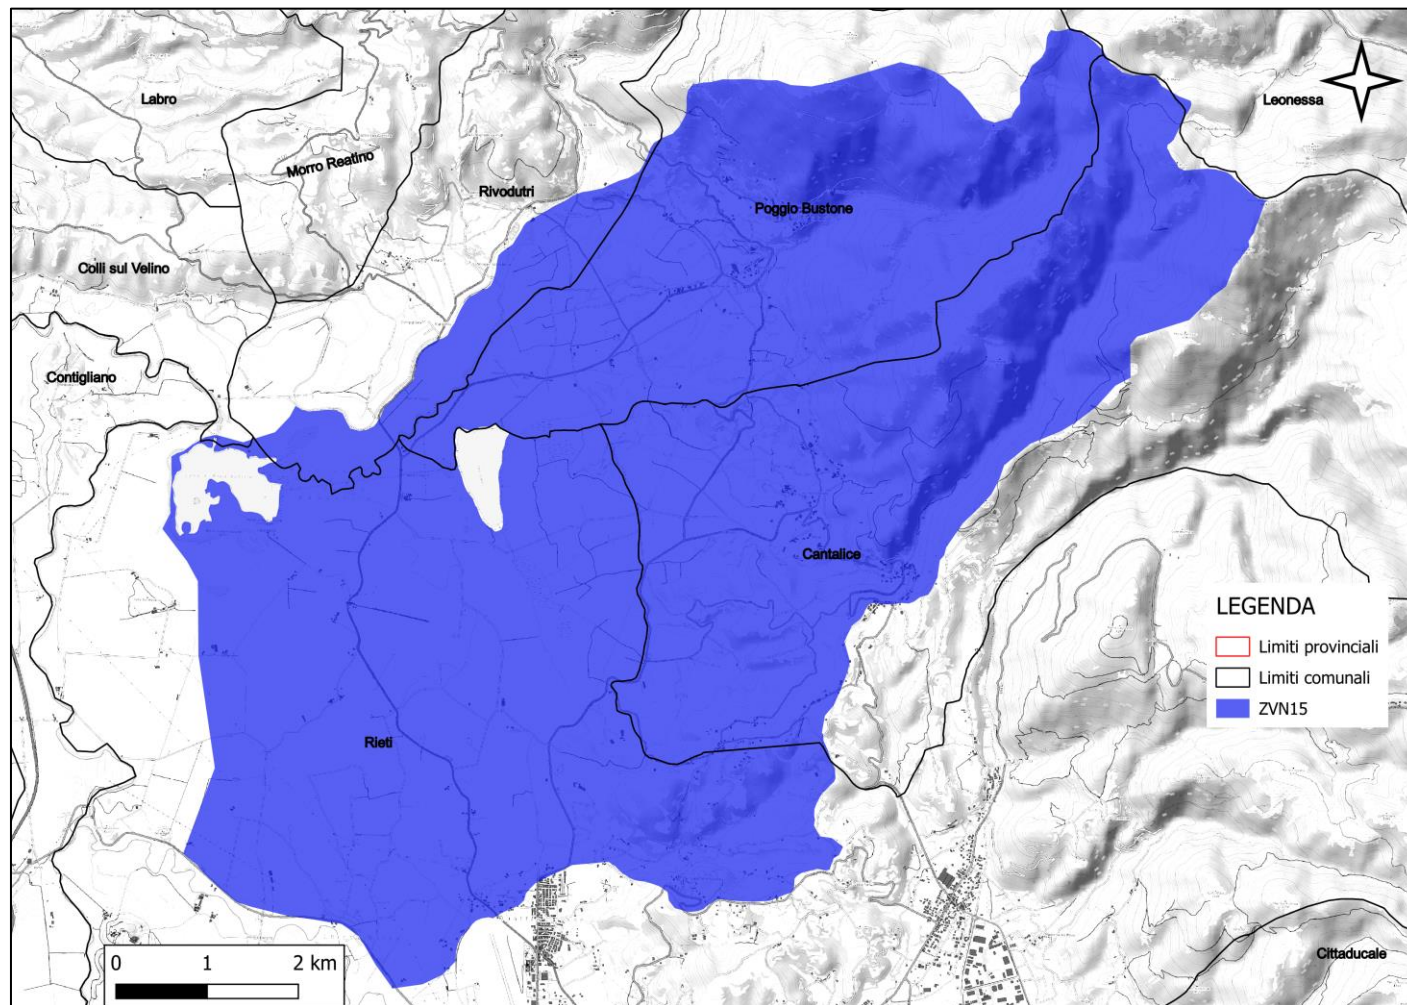 Labro
Leonessa
Morro Reatino
Rivodutri
Poggio Bustone
Colli sul Velino
Contigliano
Cantalice
LEGENDA
Limiti provinciali
Limiti comunali
ZVN15
Rieti
Cittaducale
0 1 2 km